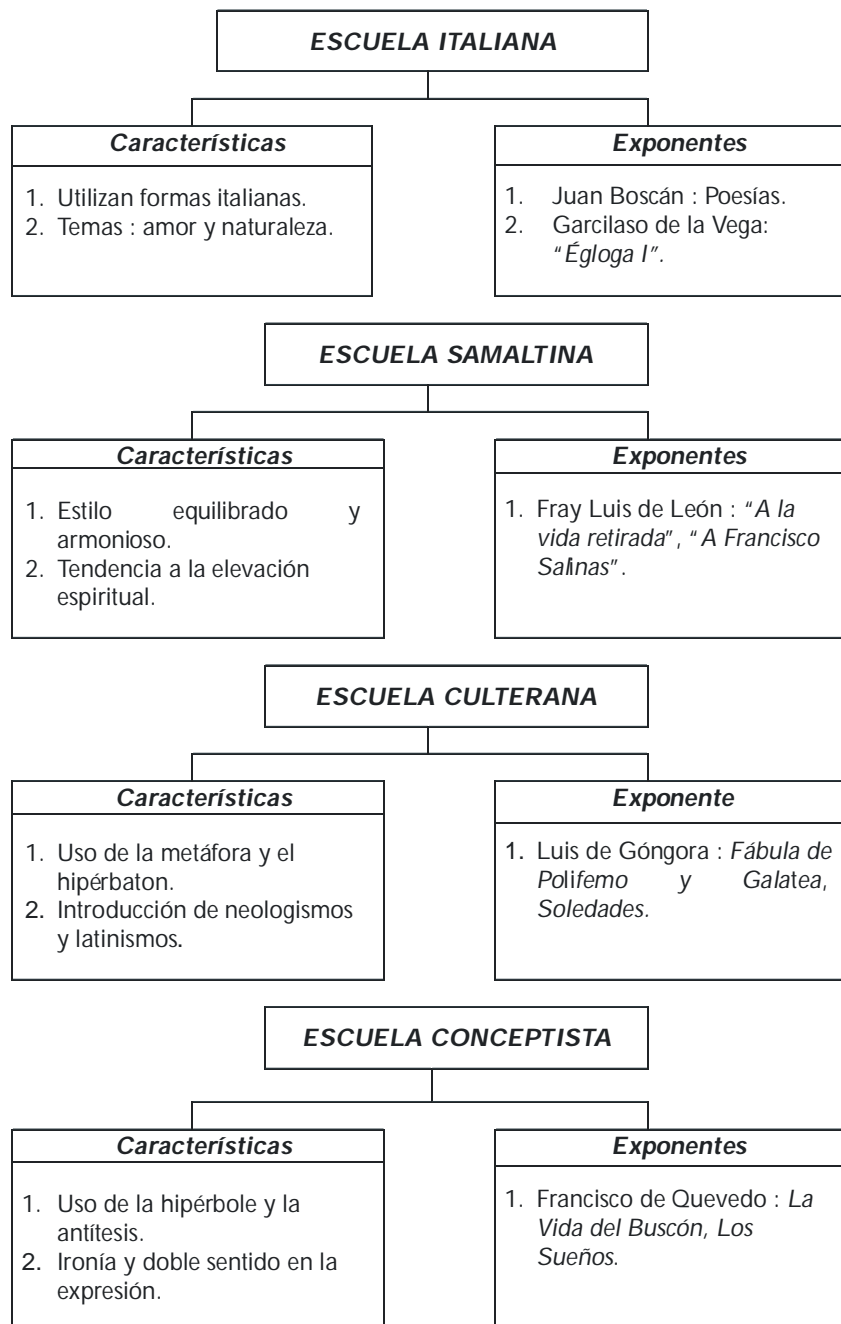 ESCUELA ITALIANA
Características
1. Utilizan formas italianas.
2. Temas : amor y naturaleza.
Exponentes
1. Juan Boscán : Poesías.
2. Garcilaso de la Vega:
"Égloga I".
ESCUELA SAMALTINA
Características
1. Estilo equilibrado y
armonioso.
2. Tendencia a la elevación
espiritual.
Exponentes
1. Fray Luis de León : "A la
vida retirada", "A Francisco
Salinas".
ESCUELA CULTERANA
Características
1. Uso de la metáfora y el
hipérbaton.
2. Introducción de neologismos
y latinismos.
Exponente
1. Luis de Góngora : Fábula de
Polifemo y Galatea,
Soledades.
ESCUELA CONCEPTISTA
Características
1. Uso de la hipérbole y la
antítesis.
2. Ironía y doble sentido en la
expresión.
Exponentes
1. Francisco de Quevedo : La
Vida del Buscón, Los
Sueños.